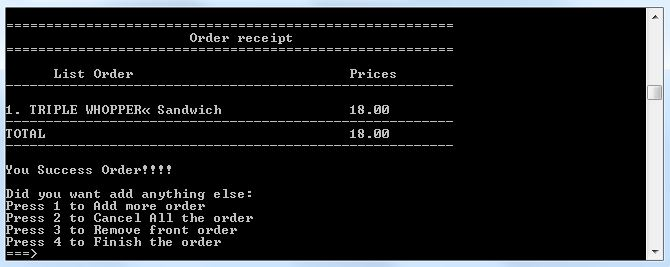 =========================================================
Order receipt
=========================================================
List Order Prices
---------------------------------------------------------
1. TRIPLE WHOPPER« Sandwich 18.00
---------------------------------------------------------
TOTAL 18.00
---------------------------------------------------------
You Success Order!!!!
Did you want add anything else:
Press 1 to Add more order
Press 2 to Cancel All the order
Press 3 to Remove front order
Press 4 to Finish the order
===>